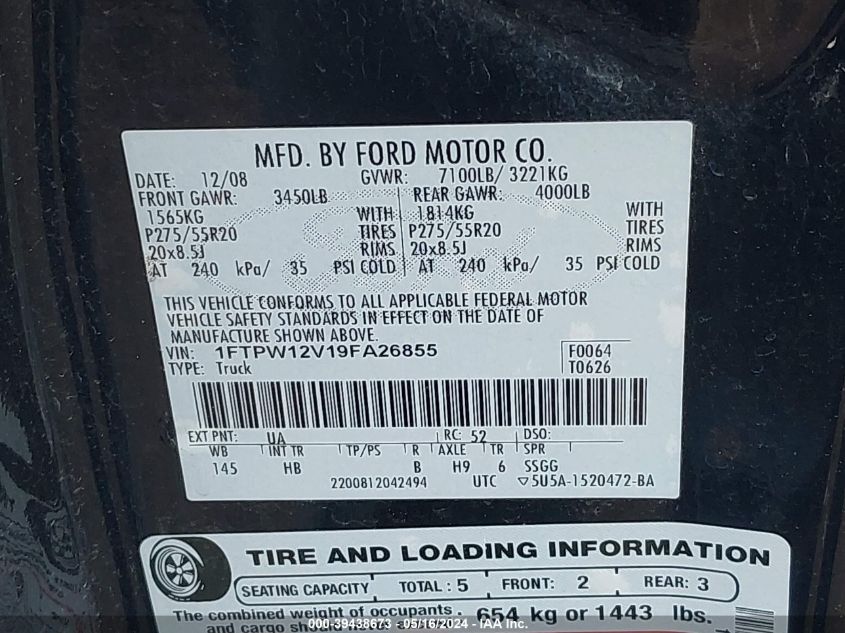 MFD. BY FORD MOTOR CO.
DATE: 12/08 GVWR: 7100LB/ 3221KG
FRONT GAWR: 3450LB REAR GAWR: 4000LB
1565KG WITH 1814KG WITH
P275/55R20 TIRES P275/55R20 TIRES
20x8.5J RIMS 20x8.5J RIMS
AT 240 kPa/ 35 PSI COLD AT 240 kPa/ 35 PSI COLD
THIS VEHICLE CONFORMS TO ALL APPLICABLE FEDERAL MOTOR
VEHICLE SAFETY STANDARDS IN EFFECT ON THE DATE OF
MANUFACTURE SHOWN ABOVE.
VIN: 1FTPW12V19FA26855 F0064
TYPE: Truck T0626
EXT PNT: UA RC: 52 DSO:
WB INT TR TP/PS R AXLE TR SPR
145 HB B H9 6 SSGG
2200812042494 UTC ▽5U5A-1520472-BA
TIRE AND LOADING INFORMATION
SEATING CAPACITY TOTAL : 5 FRONT: 2 REAR: 3
The combined weight of occupants 654 kg or 1443 lbs.
and cargo sho
000-39438673 - 05/16/2024 - IAA Inc.